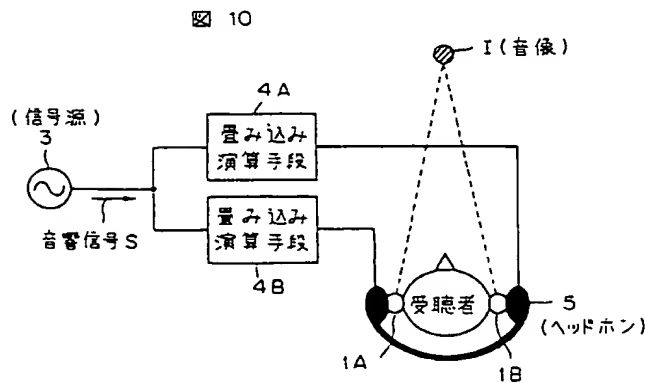 図 10
I(音像)
(信号源)
3
音響信号S
4A
畳み込み
演算手段
畳み込み
演算手段
4B
受聴者
5
(ヘッドホン)
1A
1B